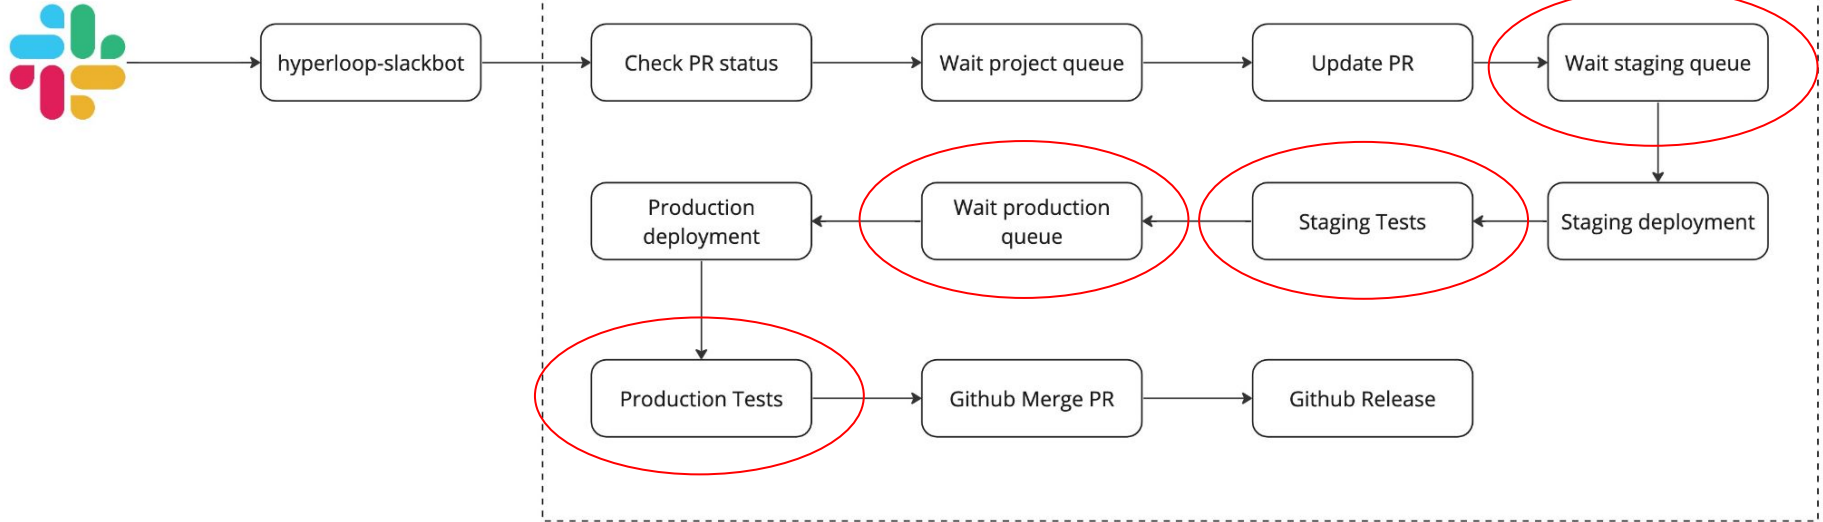 hyperloop-slackbot
Check PR status
Wait project queue
Update PR
Wait staging queue
Staging deployment
Staging Tests
Wait production
queue
Production
deployment
Production Tests
Github Merge PR
Github Release